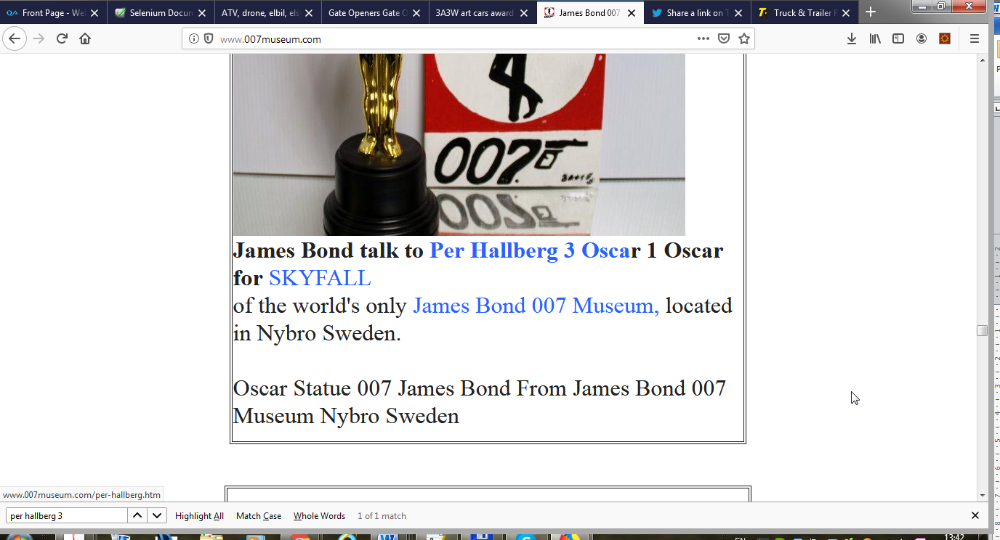 Front Page - Wel
Selenium Docun
ATV, drone, elbil, els
Gate Openers Gate O
3A3W art cars award
James Bond 007
Share a link on T
Truck & Trailer P
www.007museum.com
007
James Bond talk to Per Hallberg 3 Oscar 1 Oscar
for SKYFALL
of the world's only James Bond 007 Museum, located
in Nybro Sweden.
Oscar Statue 007 James Bond From James Bond 007
Museum Nybro Sweden
www.007museum.com/per-hallberg.htm
per hallberg 3
Highlight All
Match Case
Whole Words
1 of 1 match
EN
13:42